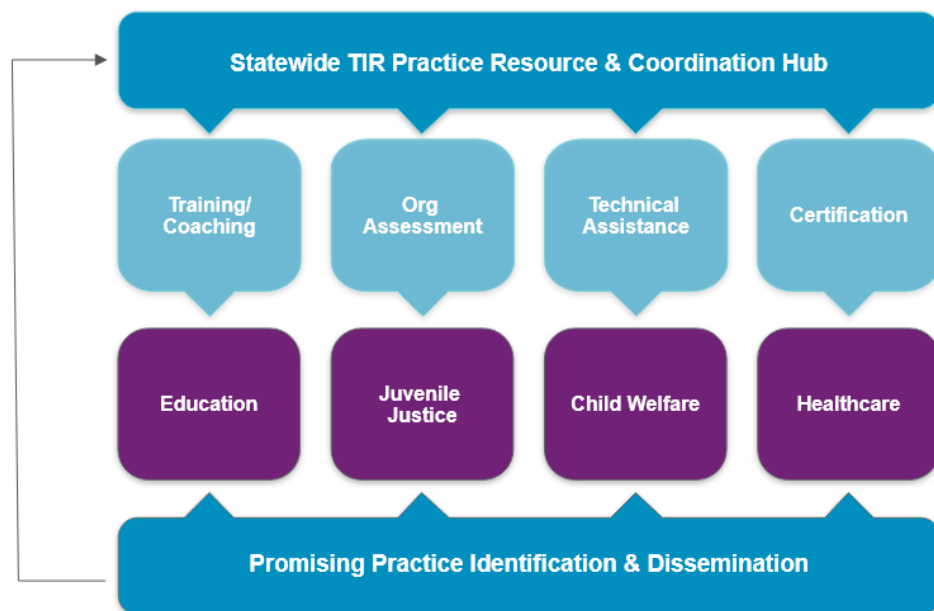 Statewide TIR Practice Resource & Coordination Hub
Training/
Coaching
Org
Assessment
Technical
Assistance
Certification
Education
Juvenile
Justice
Child Welfare
Healthcare
Promising Practice Identification & Dissemination